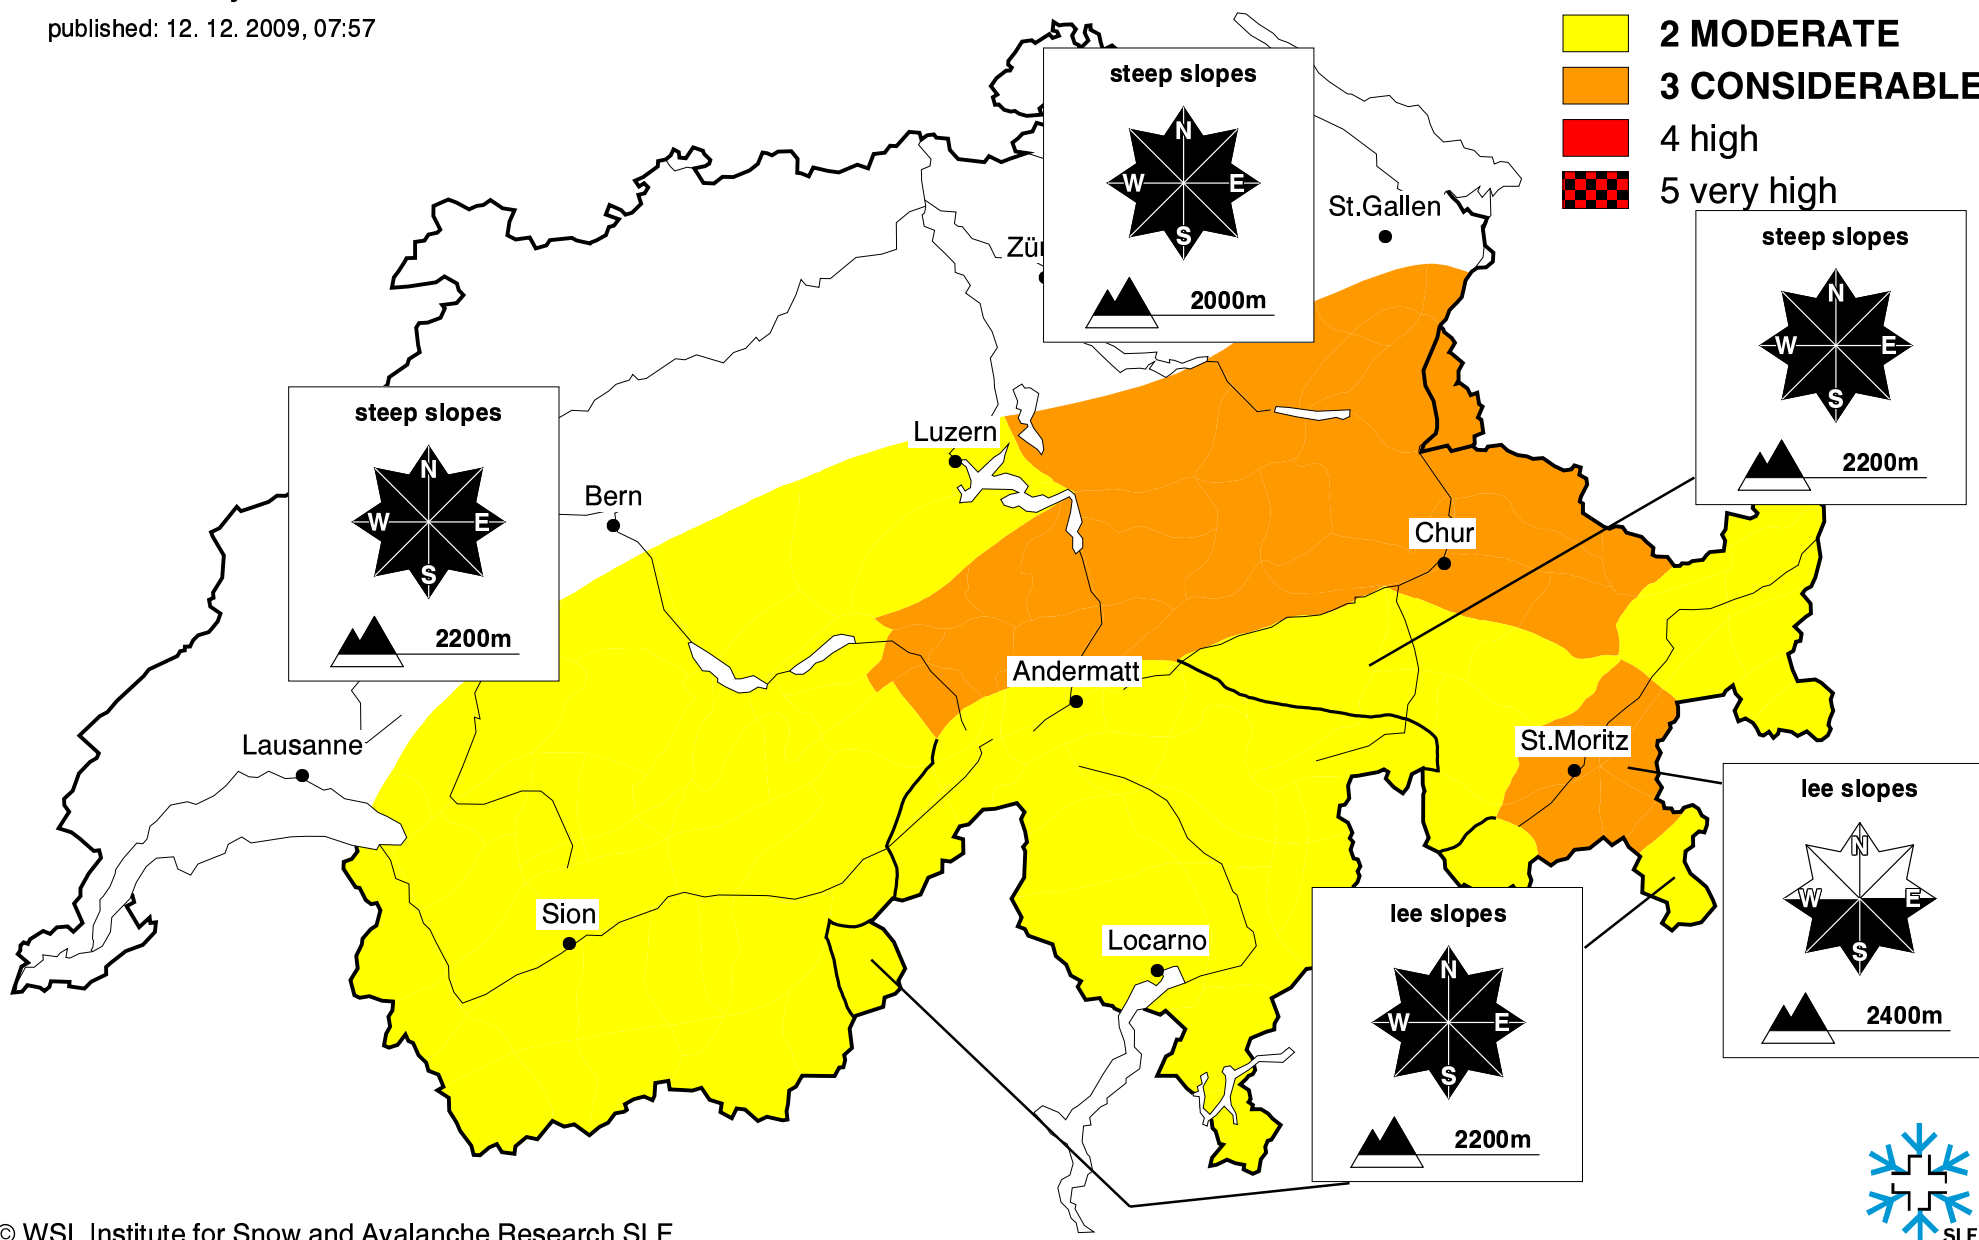 published: 12. 12. 2009, 07:57
2 MODERATE
3 CONSIDERABLE
4 high
5 very high
steep slopes
N
W E
S
2000m
St.Gallen
steep slopes
N
W E
S
2200m
steep slopes
N
W E
S
2200m
Luzern
Bern
Chur
Andermatt
Lausanne
St.Moritz
lee slopes
N
W E
S
2400m
Sion
Locarno
lee slopes
N
W E
S
2200m
© WSL Institute for Snow and Avalanche Research SLF
SLF